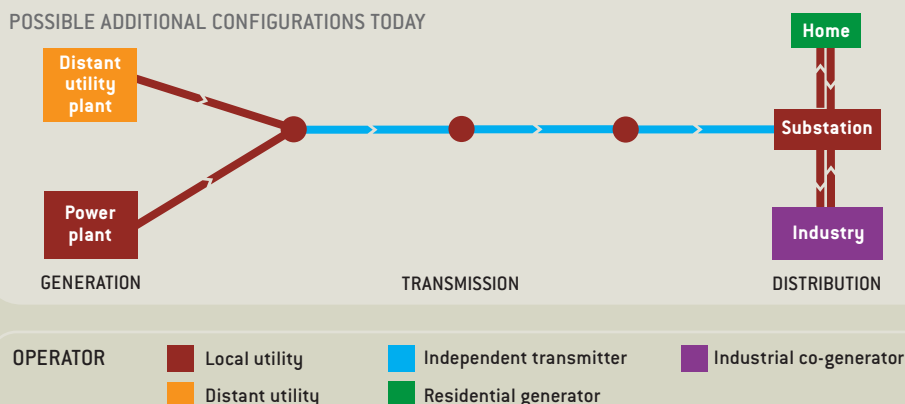 POSSIBLE ADDITIONAL CONFIGURATIONS TODAY
Home
Distant
utility
plant
Substation
Power
plant
Industry
GENERATION
TRANSMISSION
DISTRIBUTION
OPERATOR
Local utility
Independent transmitter
Industrial co-generator
Distant utility
Residential generator